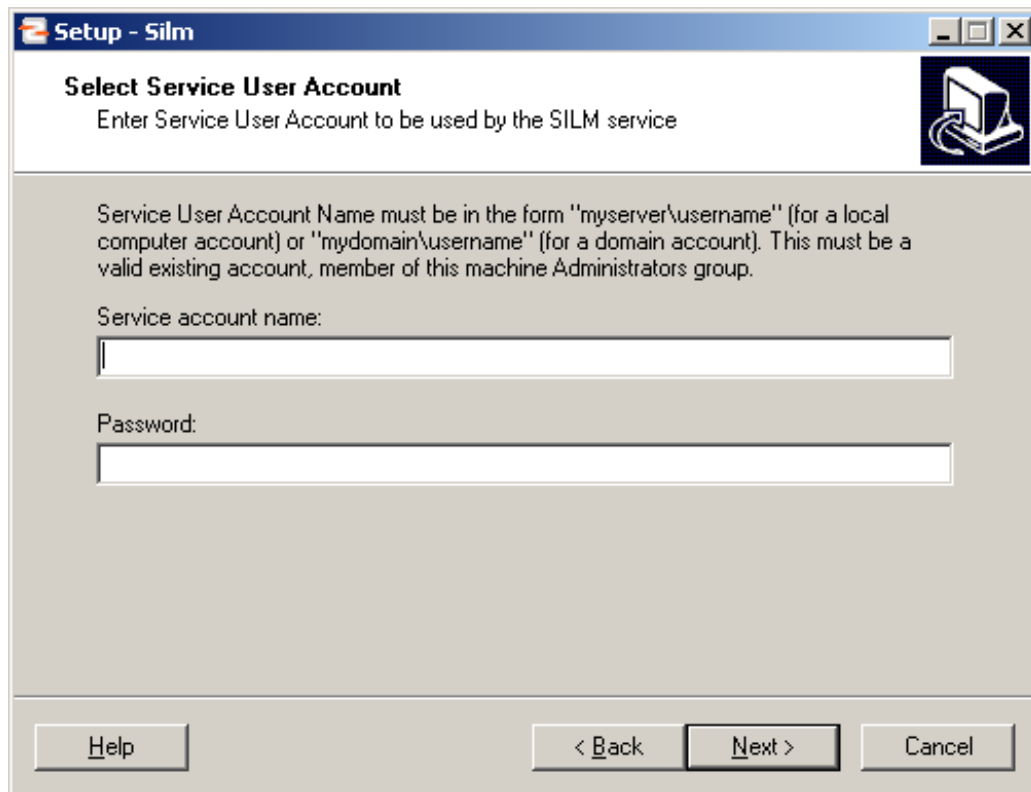 Setup - Silm
Select Service User Account
Enter Service User Account to be used by the SILM service
Service User Account Name must be in the form "myserver\username" (for a local
computer account) or "mydomain\username" (for a domain account). This must be a
valid existing account, member of this machine Administrators group.
Service account name:
Password:
Help
< Back
Next >
Cancel